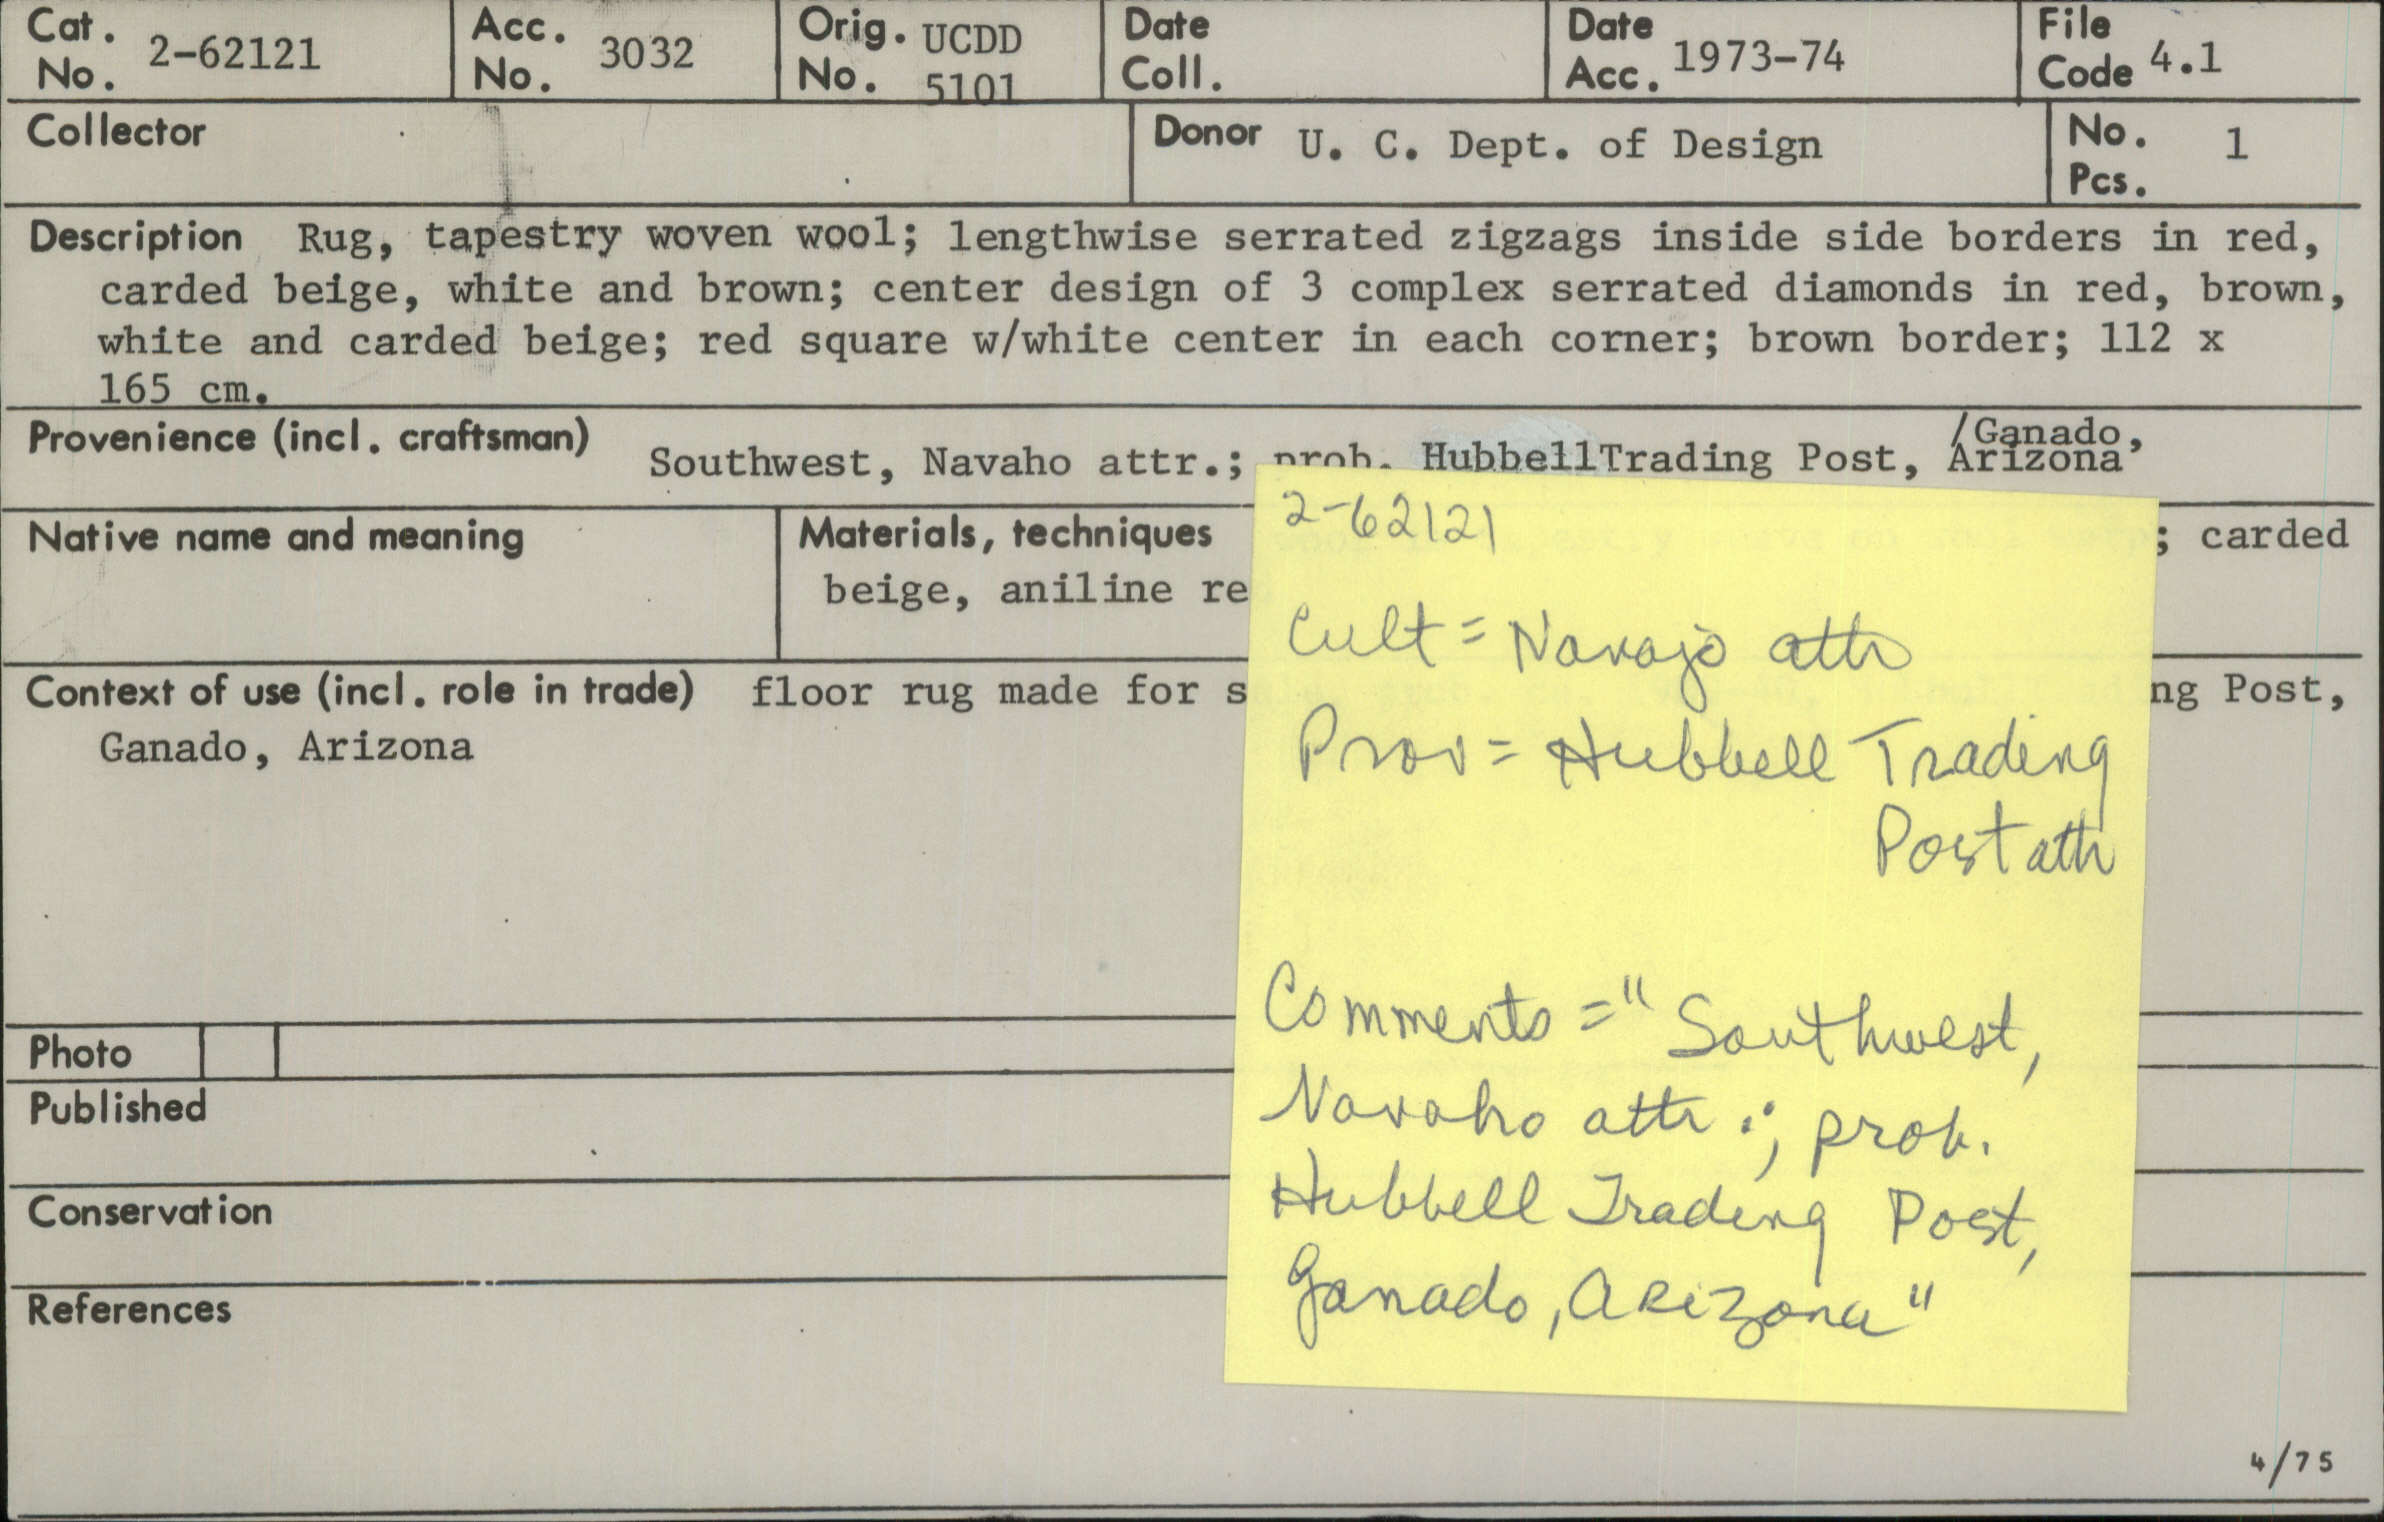 Cat. No. 2-62121
Acc. No. 3032
Orig. No. UCDD 5101
Date Coll.
Date Acc. 1973-74
File Code 4.1
Collector
Donor U. C. Dept. of Design
No. Pcs. 1
Description Rug, tapestry woven wool; lengthwise serrated zigzags inside side borders in red,
carded beige, white and brown; center design of 3 complex serrated diamonds in red, brown,
white and carded beige; red square w/white center in each corner; brown border; 112 x
165 cm.
Provenience (incl. craftsman) Southwest, Navaho attr.; prob. HubbellTrading Post, /Ganado, Arizona
Native name and meaning
Materials, techniques ; carded
beige, aniline re
Context of use (incl. role in trade) floor rug made for s ng Post,
Ganado, Arizona
Photo
Published
Conservation
References
4/75
2-62121
Cult = Navajo attr
Prov = Hubbell Trading
Post attr
Comments = "Southwest,
Navaho attr.; prob.
Hubbell Trading Post,
Ganado, Arizona"